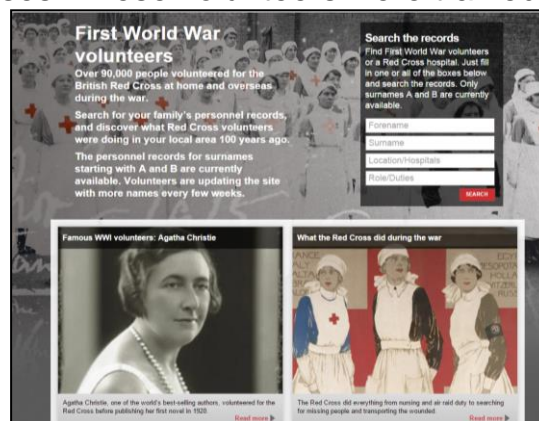 First World War
volunteers
Over 90,000 people volunteered for the
British Red Cross at home and overseas
during the war.
Search for your family's personnel records,
and discover what Red Cross volunteers
were doing in your local area 100 years ago.
The personnel records for surnames
starting with A and B are currently
available. Volunteers are updating the site
with more names every few weeks.
Search the records
Find First World War volunteers
or a Red Cross hospital. Just fill
in one or all of the boxes below
and search the records. Only
surnames A and B are currently
available.
Forename
Surname
Location/Hospitals
Role/Duties
SEARCH
Famous WWI volunteers: Agatha Christie
Agatha Christie, one of the world's best-selling authors, volunteered for the
Red Cross before publishing her first novel in 1920.
Read more
What the Red Cross did during the war
The Red Cross did everything from nursing and air raid duty to searching
for missing people and transporting the wounded.
Read more